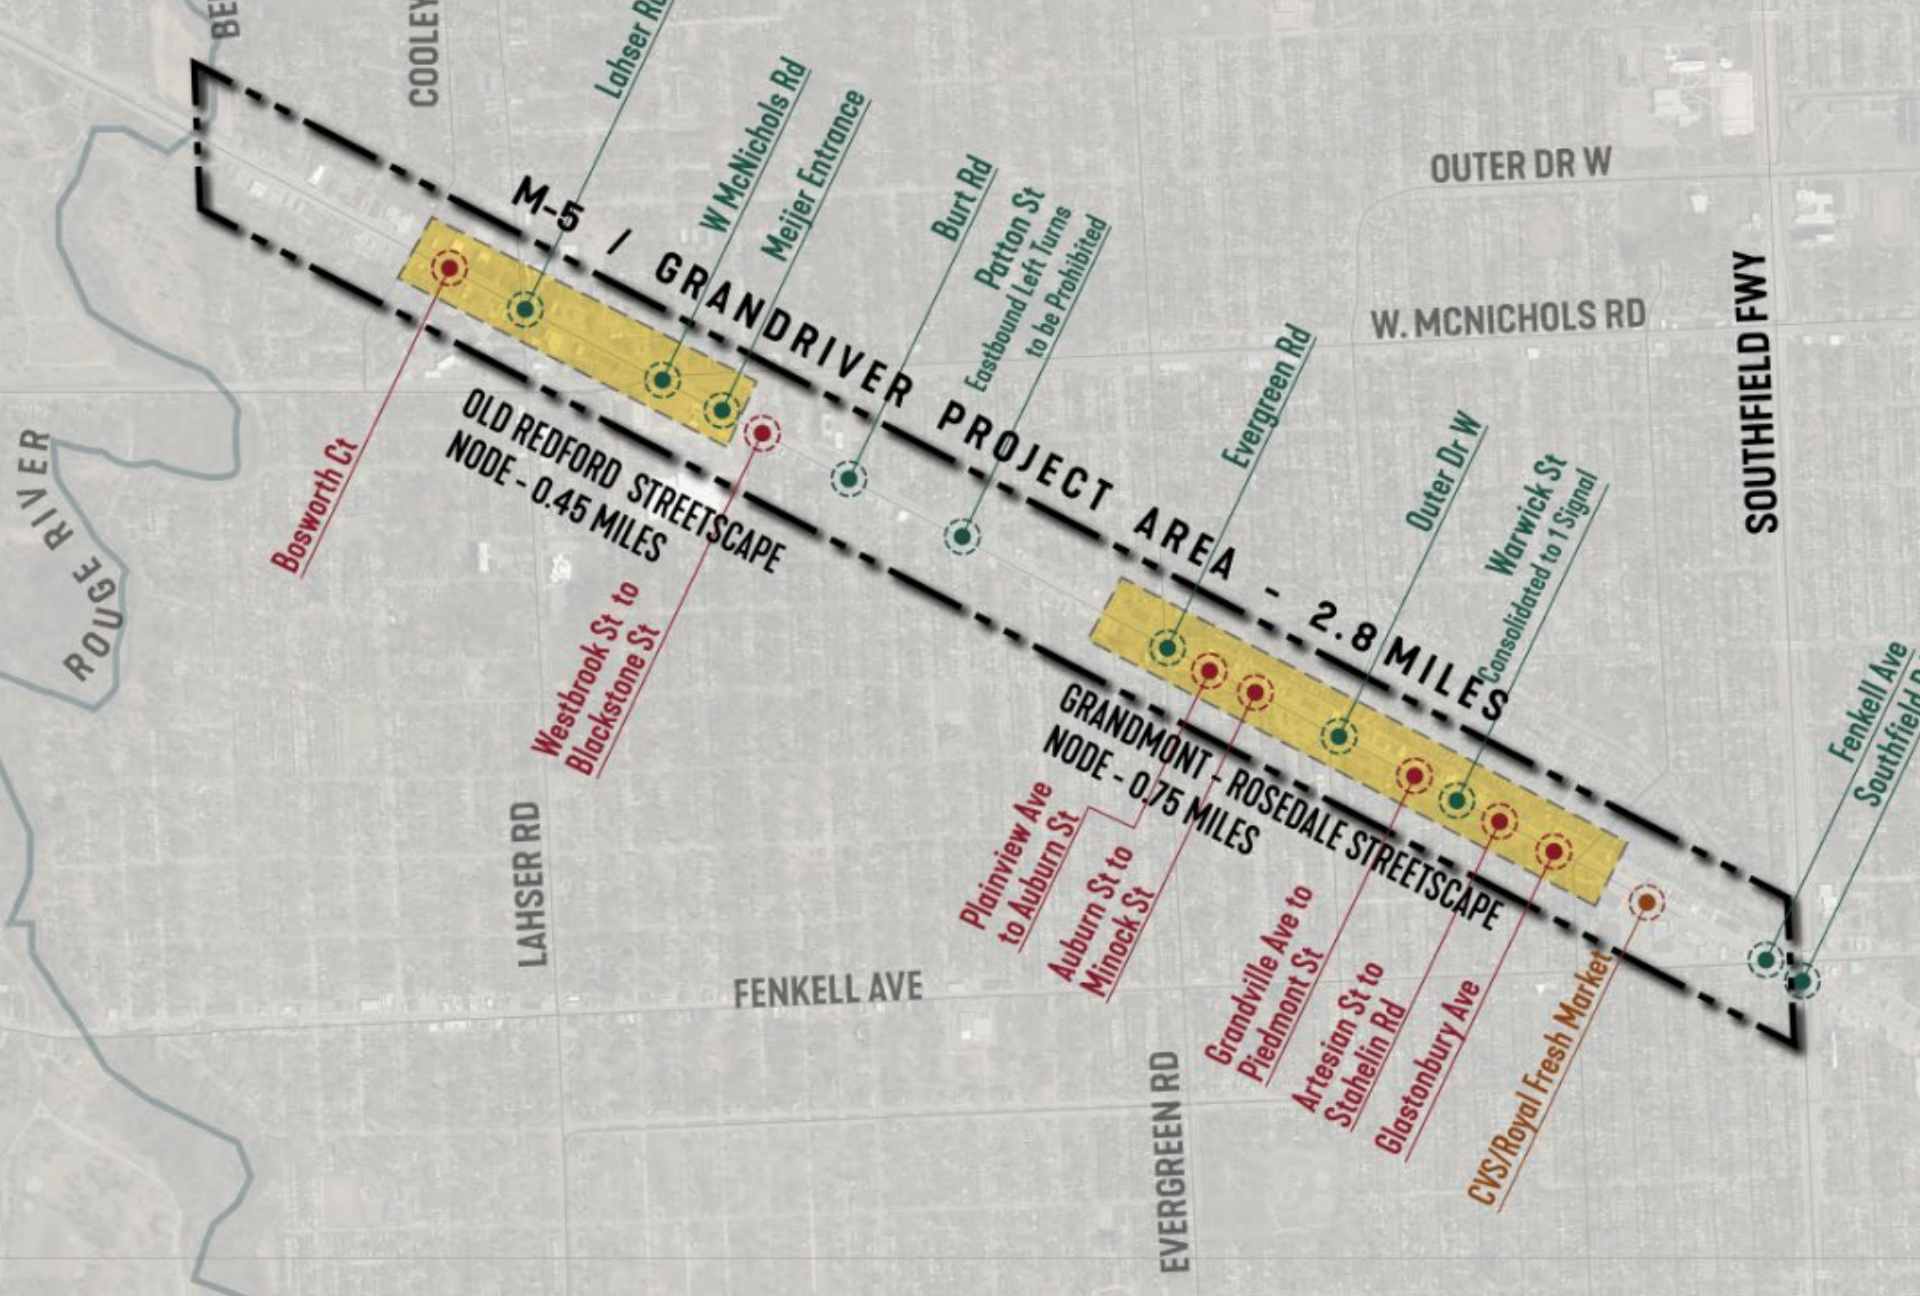 BE
COOLEY
Lahser Rd
W McNichols Rd
Meijer Entrance
Burt Rd
Patton St
Eastbound Left Turns
to be Prohibited
OUTER DR W
W. MCNICHOLS RD
SOUTHFIELD FWY
M-5 / GRANDRIVER PROJECT AREA - 2.8 MILES
Evergreen Rd
Outer Dr W
Warwick St
Consolidated to 1 Signal
Fenkell Ave
Southfield
OLD REDFORD STREETSCAPE
NODE - 0.45 MILES
ROUGE RIVER
Bosworth Ct
Westbrook St to
Blackstone St
GRANDMONT - ROSEDALE STREETSCAPE
NODE - 0.75 MILES
Plainview Ave
to Auburn St
Auburn St to
Minock St
Grandville Ave to
Piedmont St
Artesian St to
Stahelin Rd
Glastonbury Ave
CVS/Royal Fresh Market
LAHSER RD
FENKELL AVE
EVERGREEN RD